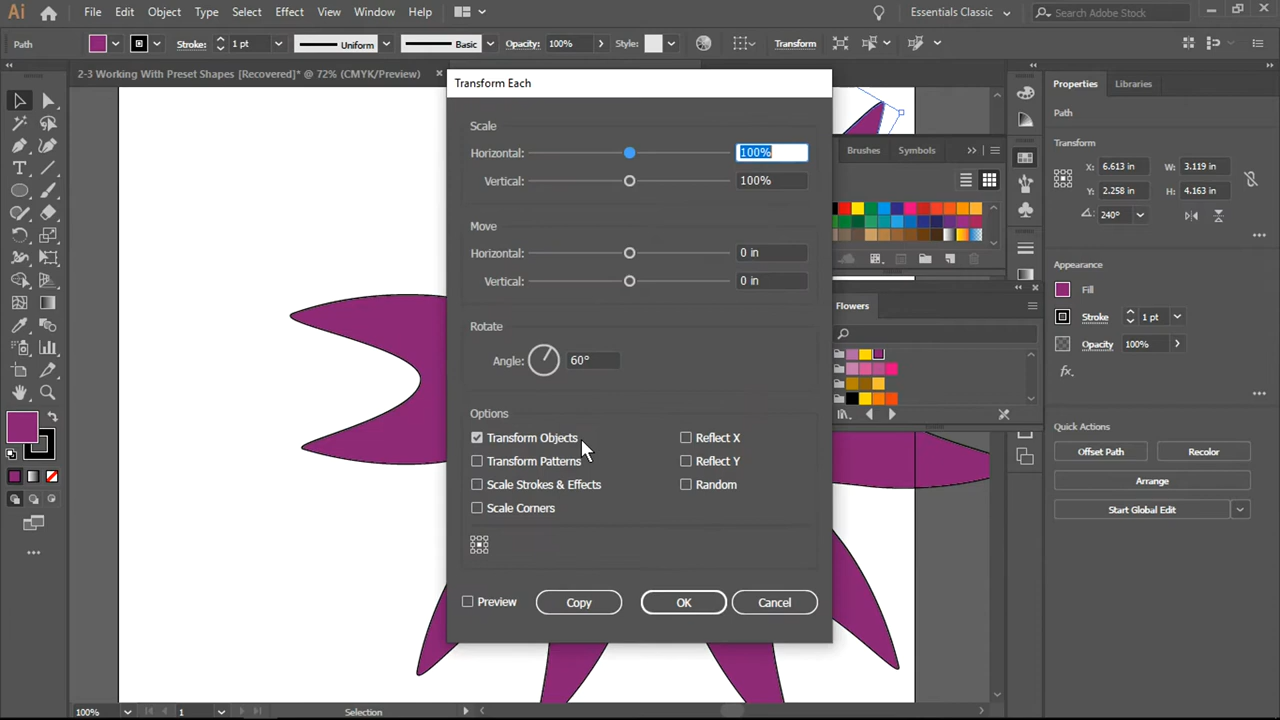 Ai File Edit Object Type Select Effect View Window Help Essentials Classic Search Adobe Stock
Path Stroke: 1 pt Uniform Basic Opacity: 100% Style: Transform
2-3 Working With Preset Shapes [Recovered]* @ 72% (CMYK/Preview)
Transform Each
Scale
Horizontal: 100%
Vertical: 100%
Move
Horizontal: 0 in
Vertical: 0 in
Rotate
Angle: 60°
Options
Transform Objects Reflect X
Transform Patterns Reflect Y
Scale Strokes & Effects Random
Scale Corners
Preview Copy OK Cancel
Brushes Symbols
Flowers
Properties Libraries
Path
Transform
X: 6.613 in W: 3.119 in
Y: 2.258 in H: 4.163 in
240°
Appearance
Fill
Stroke 1 pt
Opacity 100%
fx.
Quick Actions
Offset Path Recolor
Arrange
Start Global Edit
100% 1 Selection